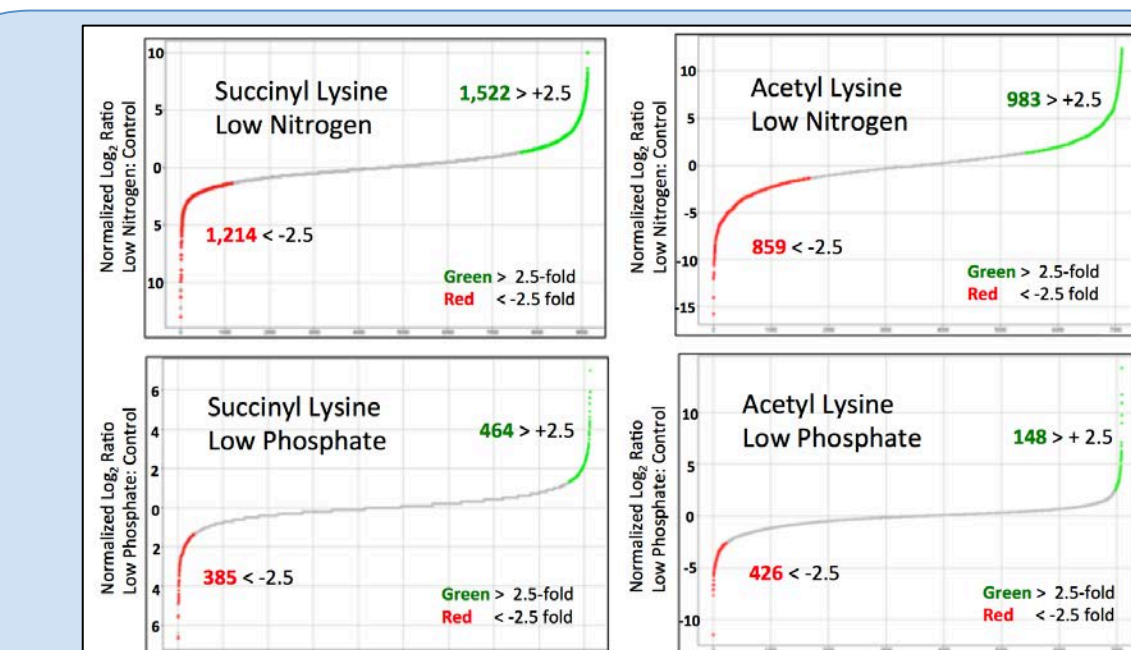 Normalized Log2 Ratio
Low Nitrogen: Control
10
5
0
5
10
Succinyl Lysine
Low Nitrogen
1,522 > +2.5
1,214 < -2.5
Green > 2.5-fold
Red < -2.5 fold
Normalized Log2 Ratio
Low Nitrogen: Control
10
5
0
-5
-10
-15
Acetyl Lysine
Low Nitrogen
983 > +2.5
859 < -2.5
Green > 2.5-fold
Red < -2.5 fold
Normalized Log2 Ratio
Low Phosphate: Control
6
4
2
0
2
4
6
Succinyl Lysine
Low Phosphate
464 > +2.5
385 < -2.5
Green > 2.5-fold
Red < -2.5 fold
Normalized Log2 Ratio
Low Phosphate: Control
10
5
0
-5
-10
Acetyl Lysine
Low Phosphate
148 > + 2.5
426 < -2.5
Green > 2.5-fold
Red < -2.5 fold